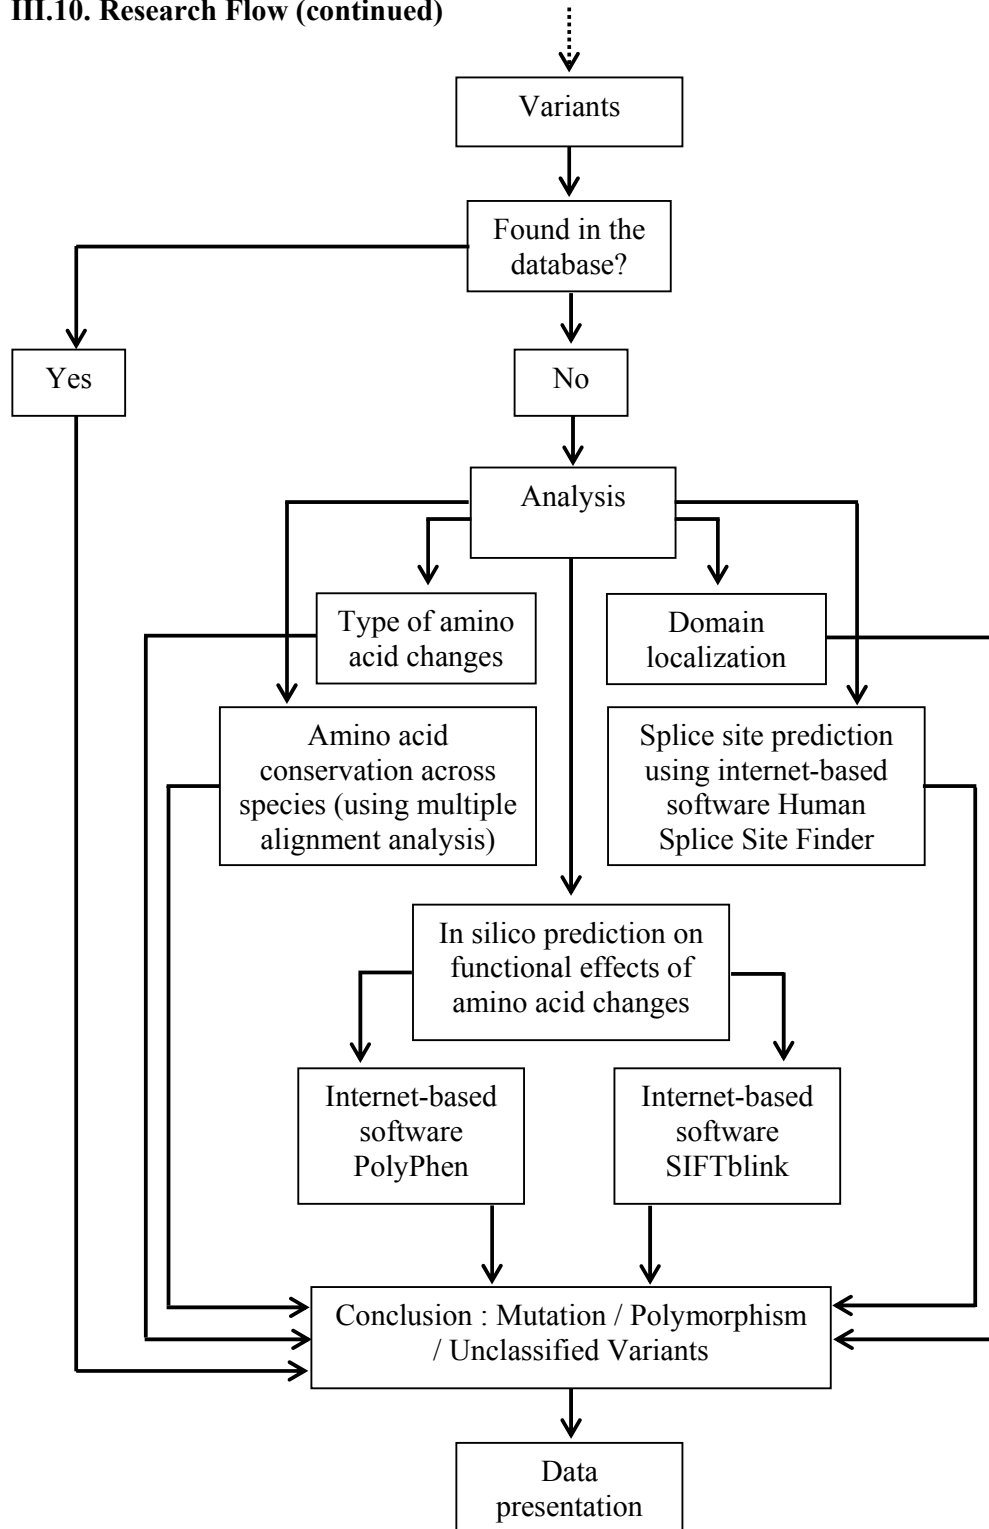 III.10. Research Flow (continued)
Variants
Found in the
database?
Yes
No
Analysis
Type of amino
acid changes
Domain
localization
Amino acid
conservation across
species (using multiple
alignment analysis)
Splice site prediction
using internet-based
software Human
Splice Site Finder
In silico prediction on
functional effects of
amino acid changes
Internet-based
software
PolyPhen
Internet-based
software
SIFTblink
Conclusion : Mutation / Polymorphism
/ Unclassified Variants
Data
presentation